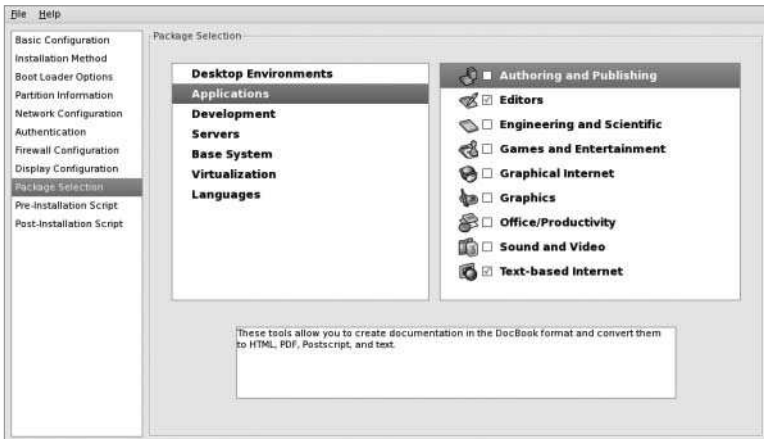 File Help
Basic Configuration
Installation Method
Boot Loader Options
Partition Information
Network Configuration
Authentication
Firewall Configuration
Display Configuration
Package Selection
Pre-Installation Script
Post-Installation Script
Package Selection
Desktop Environments
Applications
Development
Servers
Base System
Virtualization
Languages
Authoring and Publishing
Editors
Engineering and Scientific
Games and Entertainment
Graphical Internet
Graphics
Office/Productivity
Sound and Video
Text-based Internet
These tools allow you to create documentation in the DocBook format and convert them
to HTML, PDF, Postscript, and text.